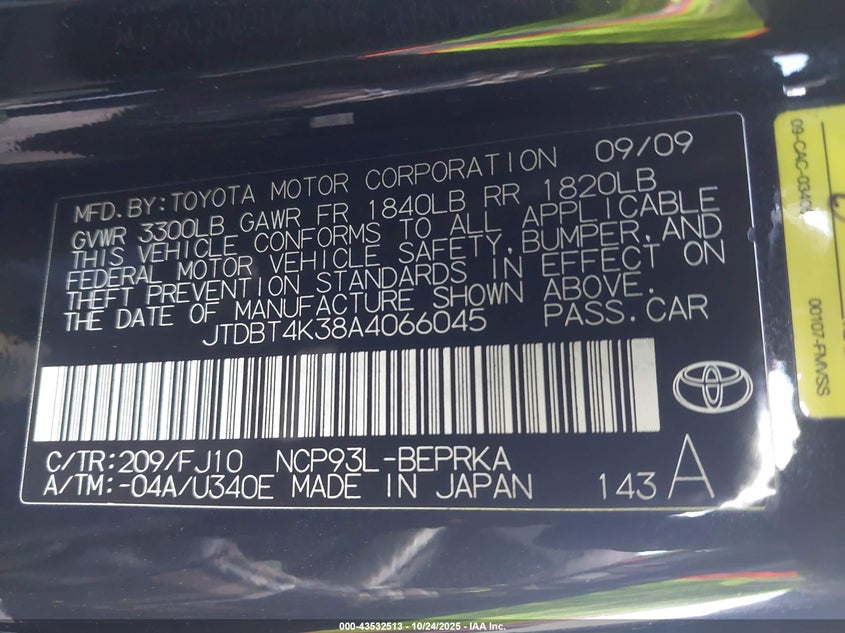 MFD. BY: TOYOTA MOTOR CORPORATION 09/09
GVWR 3300LB GAWR FR 1840LB RR 1820LB
THIS VEHICLE CONFORMS TO ALL APPLICABLE
FEDERAL MOTOR VEHICLE SAFETY, BUMPER, AND
THEFT PREVENTION STANDARDS IN EFFECT ON
THE DATE OF MANUFACTURE SHOWN ABOVE.
JTDBT4K38A4066045 PASS. CAR
C/TR: 209/FJ10 NCP93L-BEPRKA
A/TM: -04A/U340E MADE IN JAPAN 143 A
00107-FMVSS
000-43532513 - 10/24/2025 - IAA Inc.